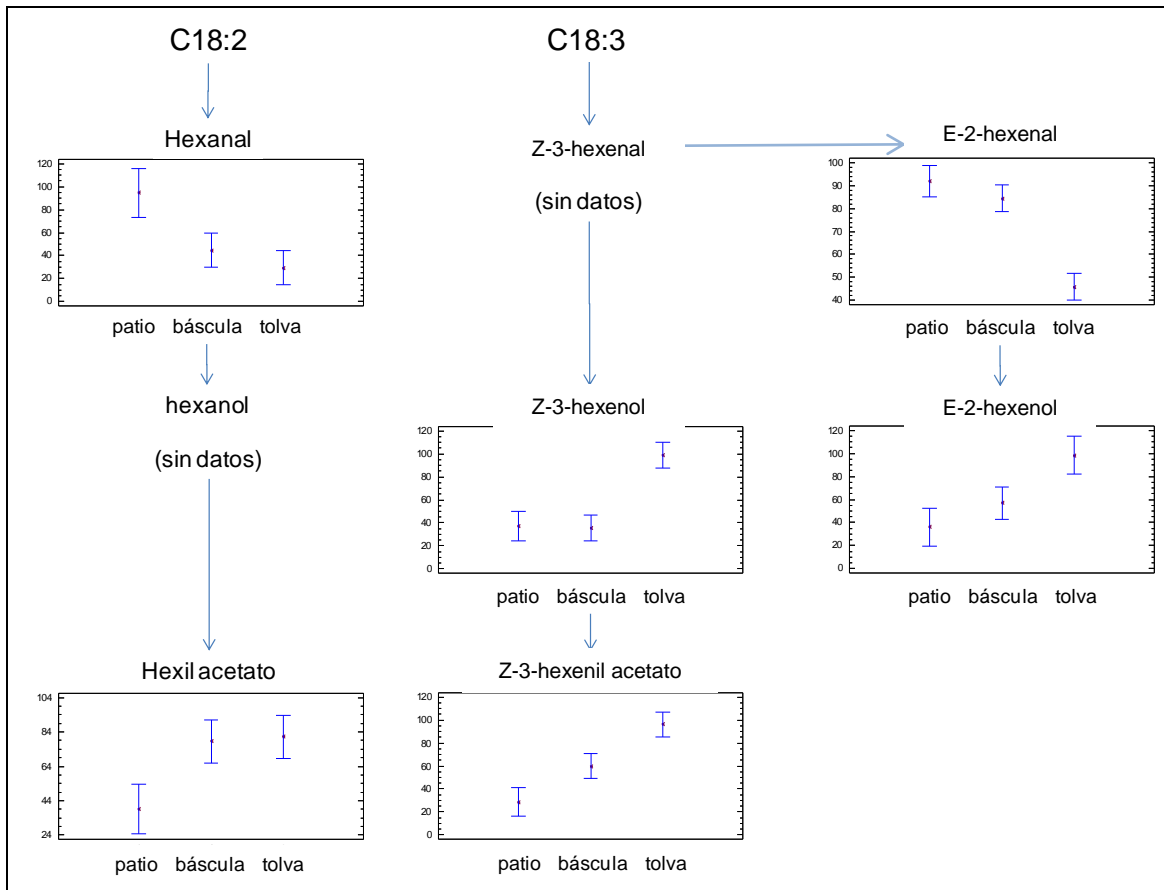 C18:2
C18:3
Hexanal
120
100
80
60
40
20
0
patio báscula tolva
hexanol
(sin datos)
Hexil acetato
104
84
64
44
24
patio báscula tolva
Z-3-hexenal
(sin datos)
Z-3-hexenol
120
100
80
60
40
20
0
patio báscula tolva
Z-3-hexenil acetato
120
100
80
60
40
20
0
patio báscula tolva
E-2-hexenal
100
90
80
70
60
50
40
patio báscula tolva
E-2-hexenol
120
100
80
60
40
20
0
patio báscula tolva